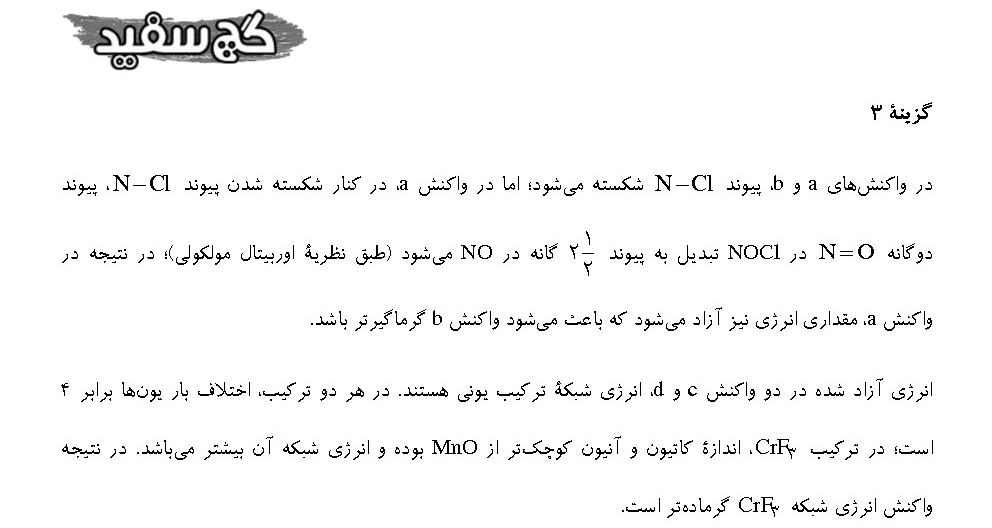 گچ سفید
گزینهٔ ۳
در واکنش‌های a و b، پیوند N−Cl شکسته می‌شود؛ اما در واکنش a، در کنار شکسته شدن پیوند N−Cl، پیوند
دوگانه N=O در NOCl تبدیل به پیوند ۲ ۱/۲ گانه در NO می‌شود (طبق نظریهٔ اوربیتال مولکولی)؛ در نتیجه در
واکنش a، مقداری انرژی نیز آزاد می‌شود که باعث می‌شود واکنش b گرماگیرتر باشد.
انرژی آزاد شده در دو واکنش c و d، انرژی شبکهٔ ترکیب یونی هستند. در هر دو ترکیب، اختلاف بار یون‌ها برابر ۴
است؛ در ترکیب CrF۳، اندازهٔ کاتیون و آنیون کوچک‌تر از MnO بوده و انرژی شبکه آن بیشتر می‌باشد. در نتیجه
واکنش انرژی شبکه CrF۳ گرماده‌تر است.